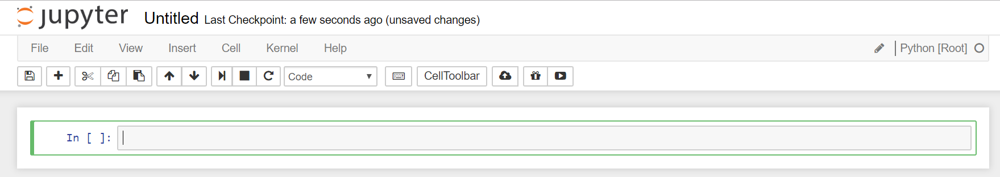 jupyter Untitled Last Checkpoint: a few seconds ago (unsaved changes)
File Edit View Insert Cell Kernel Help Python [Root]
Code CellToolbar
In [ ]: